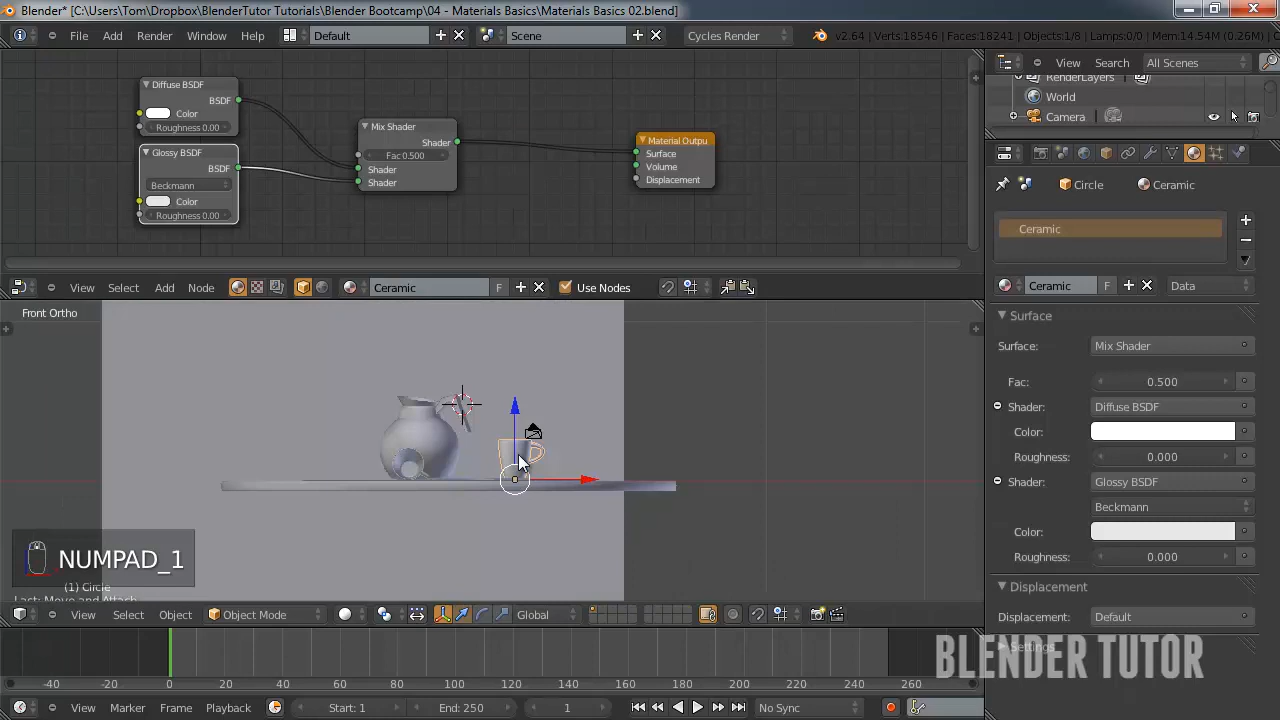 Blender* [C:\Users\Tom\Dropbox\BlenderTutor Tutorials\Blender Bootcamp\04 - Materials Basics\Materials Basics 02.blend]
File Add Render Window Help Default Scene Cycles Render v2.64 | Verts:18546 | Faces:18241 | Objects:1/8 | Lamps:0/0 | Mem:14.54M (0.26M) |
View Search All Scenes
RenderLayers
World
Camera
Diffuse BSDF
BSDF
Color
Roughness 0.00
Glossy BSDF
BSDF
Beckmann
Color
Roughness 0.00
Mix Shader
Shader
Fac 0.500
Shader
Shader
Material Outpu
Surface
Volume
Displacement
Circle Ceramic
Ceramic
View Select Add Node Ceramic F Use Nodes
Ceramic F Data
Front Ortho
Surface
Surface: Mix Shader
Fac: 0.500
Shader: Diffuse BSDF
Color:
Roughness: 0.000
Shader: Glossy BSDF
Beckmann
Color:
Roughness: 0.000
Displacement
Displacement: Default
Settings
NUMPAD_1
(1) Circle
Last: Move and Attach
View Select Object Object Mode Global
BLENDER TUTOR
-40 -20 0 20 40 60 80 100 120 140 160 180 200 220 240 260
View Marker Frame Playback Start: 1 End: 250 1 No Sync